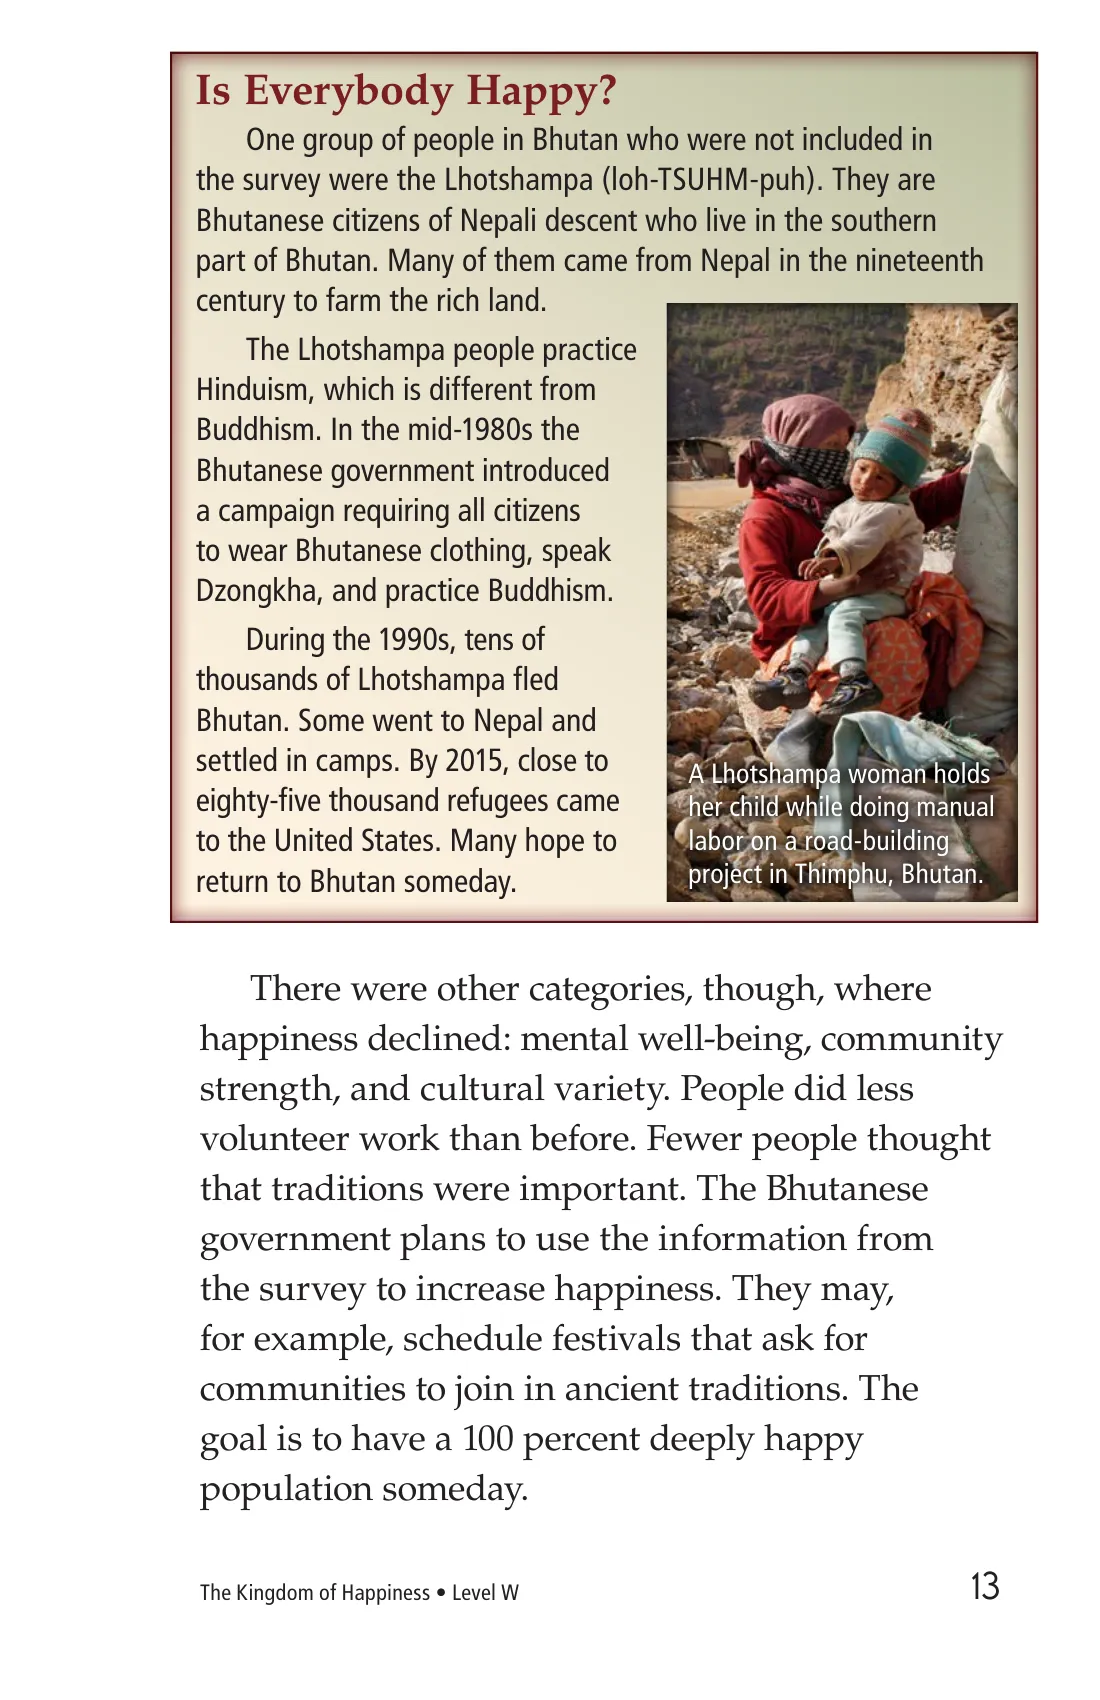 Is Everybody Happy?
One group of people in Bhutan who were not included in
the survey were the Lhotshampa (loh-TSUHM-puh). They are
Bhutanese citizens of Nepali descent who live in the southern
part of Bhutan. Many of them came from Nepal in the nineteenth
century to farm the rich land.
The Lhotshampa people practice
Hinduism, which is different from
Buddhism. In the mid-1980s the
Bhutanese government introduced
a campaign requiring all citizens
to wear Bhutanese clothing, speak
Dzongkha, and practice Buddhism.
During the 1990s, tens of
thousands of Lhotshampa fled
Bhutan. Some went to Nepal and
settled in camps. By 2015, close to
eighty-five thousand refugees came
to the United States. Many hope to
return to Bhutan someday.
A Lhotshampa woman holds
her child while doing manual
labor on a road-building
project in Thimphu, Bhutan.
There were other categories, though, where
happiness declined: mental well-being, community
strength, and cultural variety. People did less
volunteer work than before. Fewer people thought
that traditions were important. The Bhutanese
government plans to use the information from
the survey to increase happiness. They may,
for example, schedule festivals that ask for
communities to join in ancient traditions. The
goal is to have a 100 percent deeply happy
population someday.
The Kingdom of Happiness • Level W
13